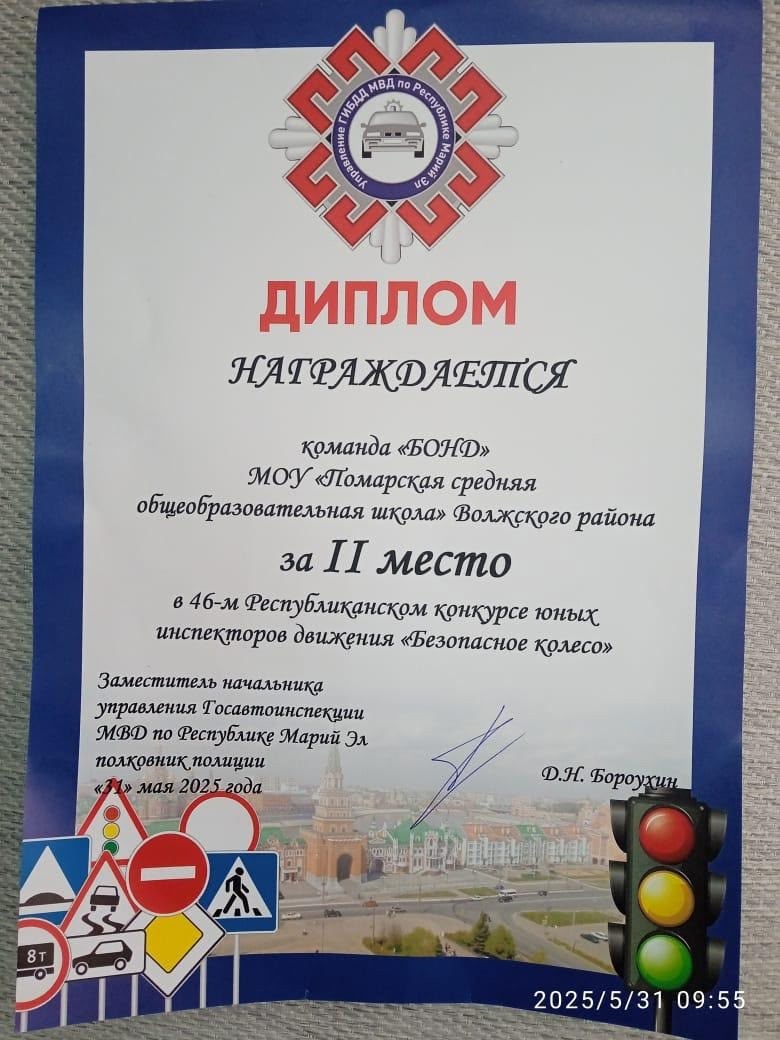 Управление ГИБДД МВД по Республике Марий Эл
ДИПЛОМ
НАГРАЖДАЕТСЯ
команда «БОНД»
МОУ «Помарская средняя
общеобразовательная школа» Волжского района
за II место
в 46-м Республиканском конкурсе юных
инспекторов движения «Безопасное колесо»
Заместитель начальника
управления Госавтоинспекции
МВД по Республике Марий Эл
полковник полиции
«31» мая 2025 года
Д.Н. Бороухин
8т
2025/5/31 09:55